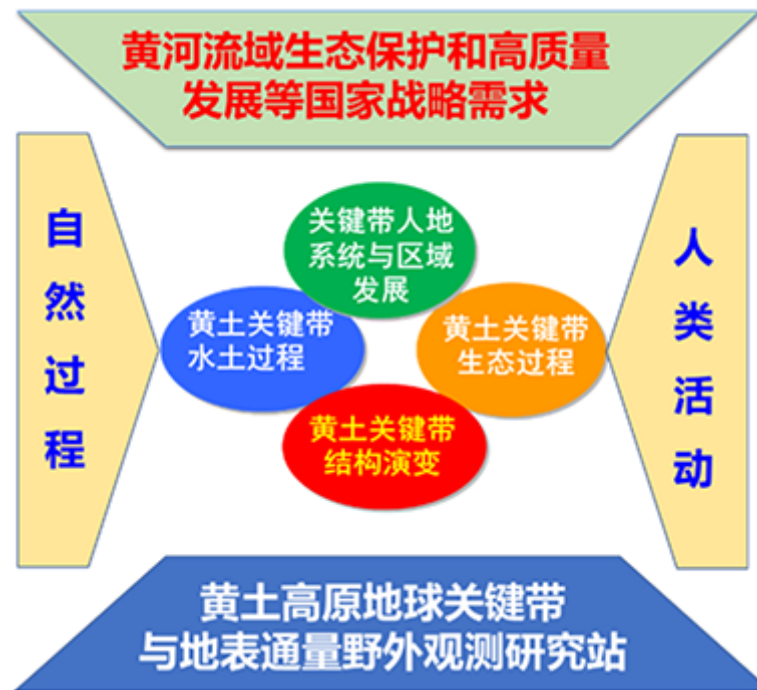 黄河流域生态保护和高质量
发展等国家战略需求
自然过程
关键带人地
系统与区域
发展
黄土关键带
水土过程
黄土关键带
生态过程
黄土关键带
结构演变
人类活动
黄土高原地球关键带
与地表通量野外观测研究站